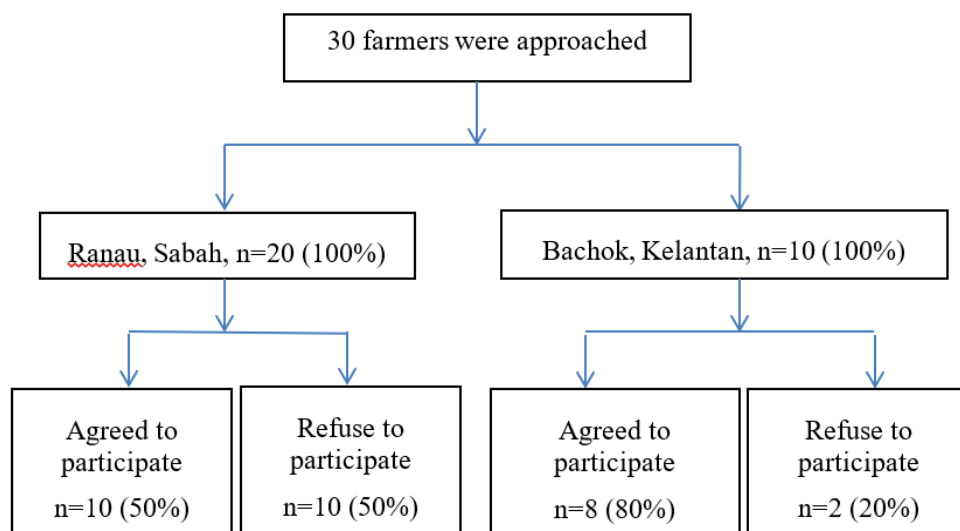 30 farmers were approached
Ranau, Sabah, n=20 (100%)
Bachok, Kelantan, n=10 (100%)
Agreed to
participate
n=10 (50%)
Refuse to
participate
n=10 (50%)
Agreed to
participate
n=8 (80%)
Refuse to
participate
n=2 (20%)